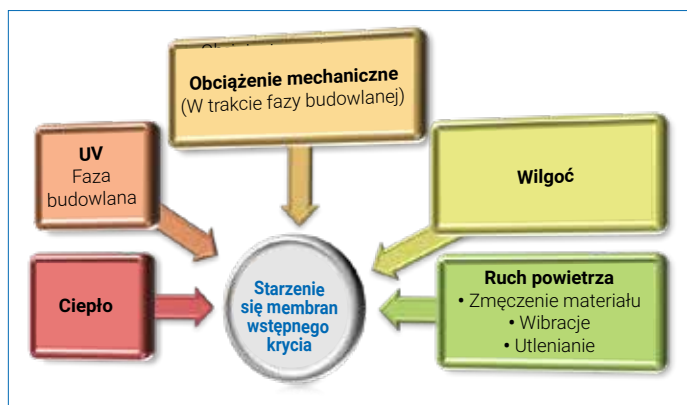 Obciążenie mechaniczne
(W trakcie fazy budowlanej)
UV
Faza
budowlana
Wilgoć
Ciepło
Starzenie
się membran
wstępnego
krycia
Ruch powietrza
• Zmęczenie materiału
• Wibracje
• Utlenianie